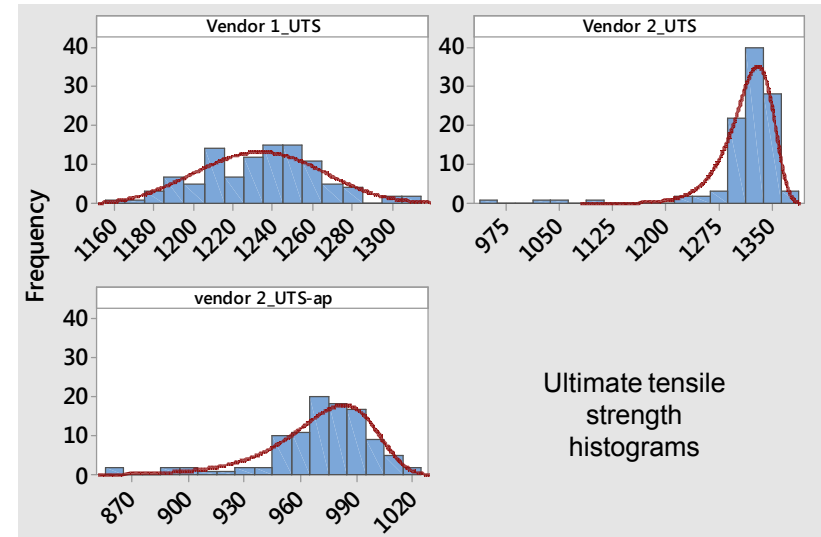 Vendor 1_UTS
Vendor 2_UTS
40
30
20
10
0
1160 1180 1200 1220 1240 1260 1280 1300
40
30
20
10
0
975 1050 1125 1200 1275 1350
Frequency
vendor 2_UTS-ap
40
30
20
10
0
870 900 930 960 990 1020
Ultimate tensile
strength
histograms